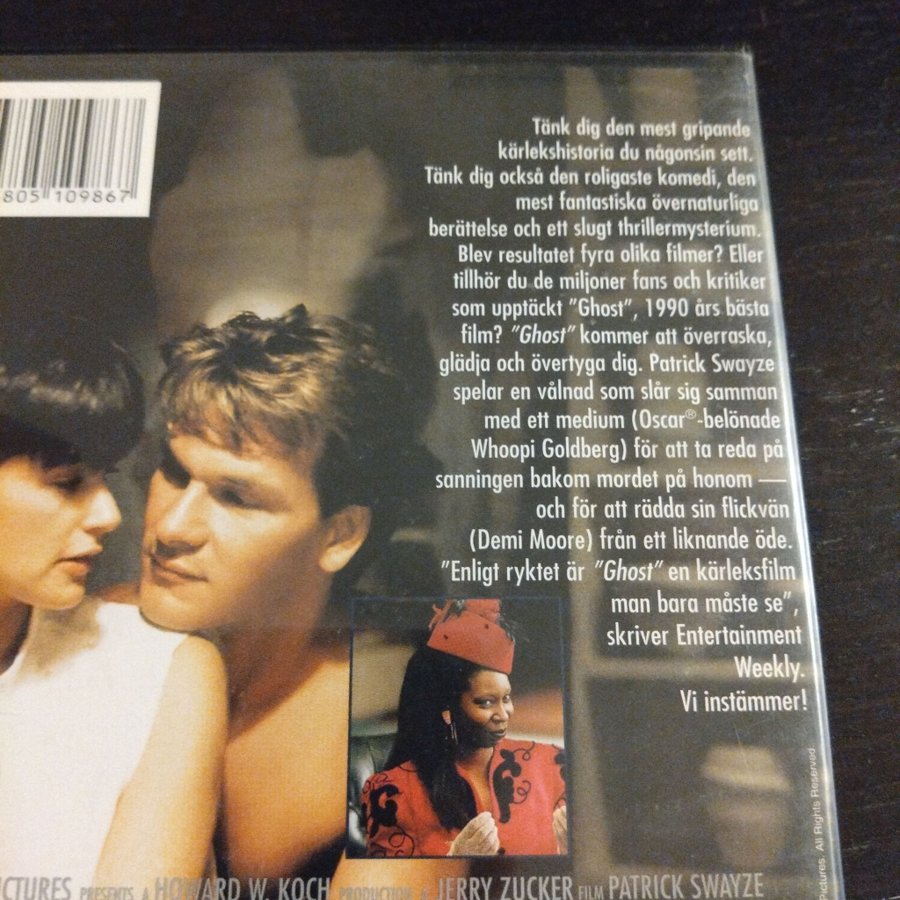 805 109867
Tänk dig den mest gripande
kärlekshistoria du någonsin sett.
Tänk dig också den roligaste komedi, den
mest fantastiska övernaturliga
berättelse och ett slugt thrillermysterium.
Blev resultatet fyra olika filmer? Eller
tillhör du de miljoner fans och kritiker
som upptäckt "Ghost", 1990 års bästa
film? "Ghost" kommer att överraska,
glädja och övertyga dig. Patrick Swayze
spelar en vålnad som slår sig samman
med ett medium (Oscar®-belönade
Whoopi Goldberg) för att ta reda på
sanningen bakom mordet på honom —
och för att rädda sin flickvän
(Demi Moore) från ett liknande öde.
"Enligt ryktet är "Ghost" en kärleksfilm
man bara måste se",
skriver Entertainment
Weekly.
Vi instämmer!
Pictures. All Rights Reserved
CTURES PRESENTS A HOWARD W. KOCH PRODUCTION A JERRY ZUCKER FILM PATRICK SWAYZE